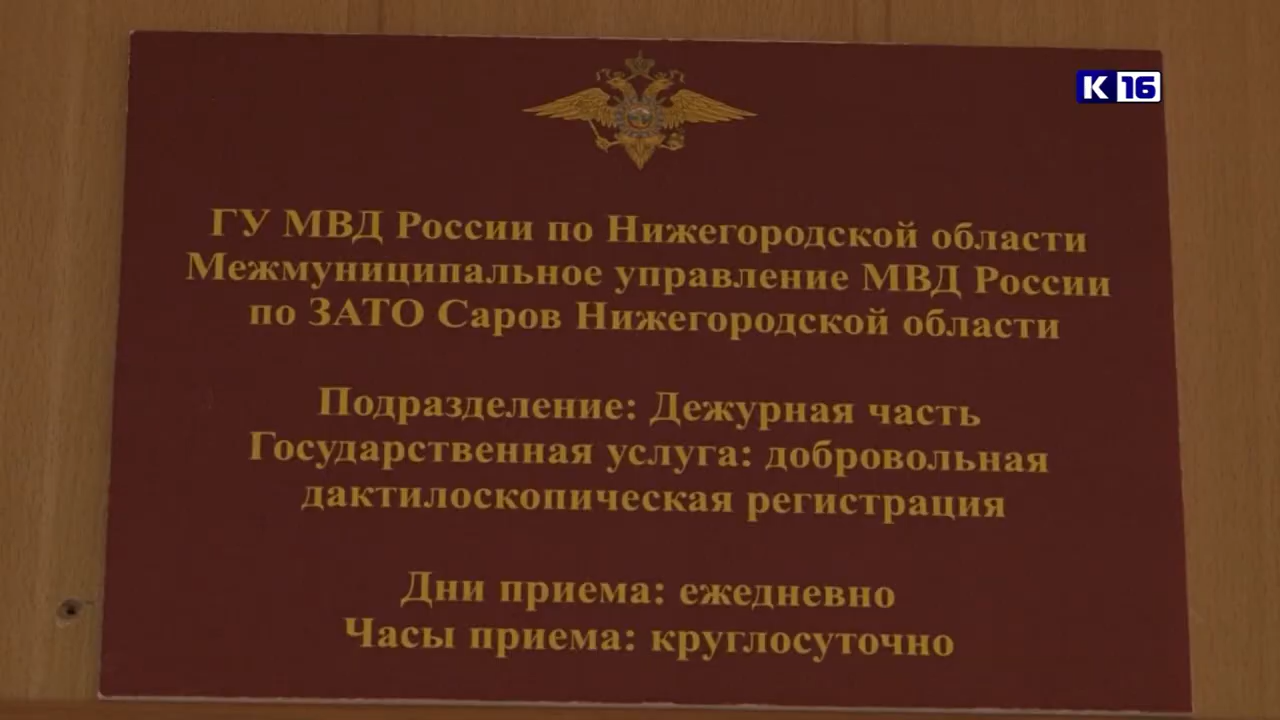 К 16
ГУ МВД России по Нижегородской области
Межмуниципальное управление МВД России
по ЗАТО Саров Нижегородской области
Подразделение: Дежурная часть
Государственная услуга: добровольная
дактилоскопическая регистрация
Дни приема: ежедневно
Часы приема: круглосуточно